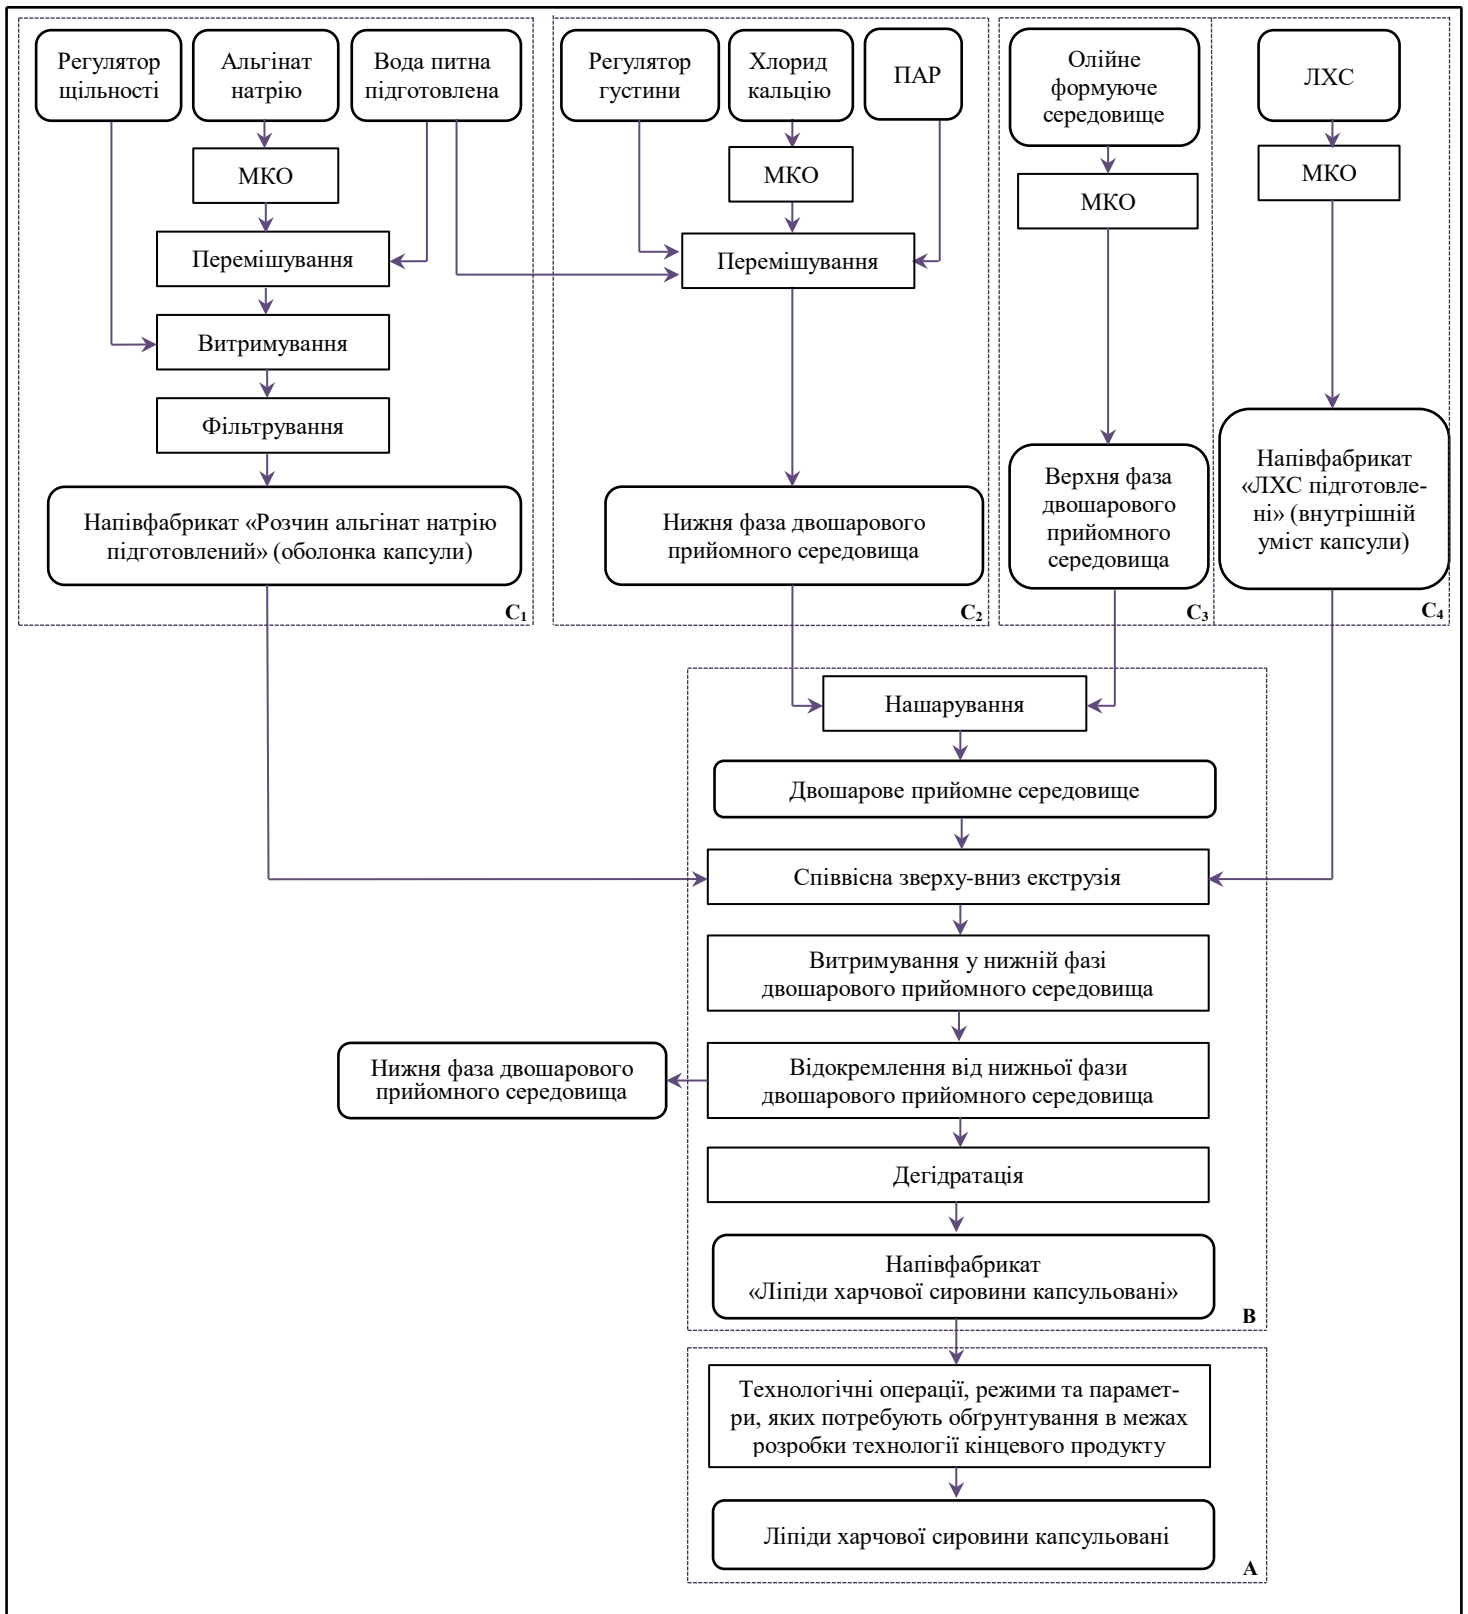 Регулятор
щільності
Альгінат
натрію
Вода питна
підготовлена
МКО
Перемішування
Витримування
Фільтрування
Напівфабрикат «Розчин альгінат натрію
підготовлений» (оболонка капсули)
C₁
Регулятор
густини
Хлорид
кальцію
ПАР
МКО
Перемішування
Нижня фаза двошарового
прийомного середовища
C₂
Олійне
формуюче
середовище
МКО
Верхня фаза
двошарового
прийомного
середовища
C₃
ЛХС
МКО
Напівфабрикат
«ЛХС підготовле-
ні» (внутрішній
уміст капсули)
C₄
Нашарування
Двошарове прийомне середовище
Співвісна зверху-вниз екструзія
Витримування у нижній фазі
двошарового прийомного середовища
Відокремлення від нижньої фази
двошарового прийомного середовища
Нижня фаза двошарового
прийомного середовища
Дегідратація
Напівфабрикат
«Ліпіди харчової сировини капсульовані»
B
Технологічні операції, режими та парамет-
ри, яких потребують обґрунтування в межах
розробки технології кінцевого продукту
Ліпіди харчової сировини капсульовані
A